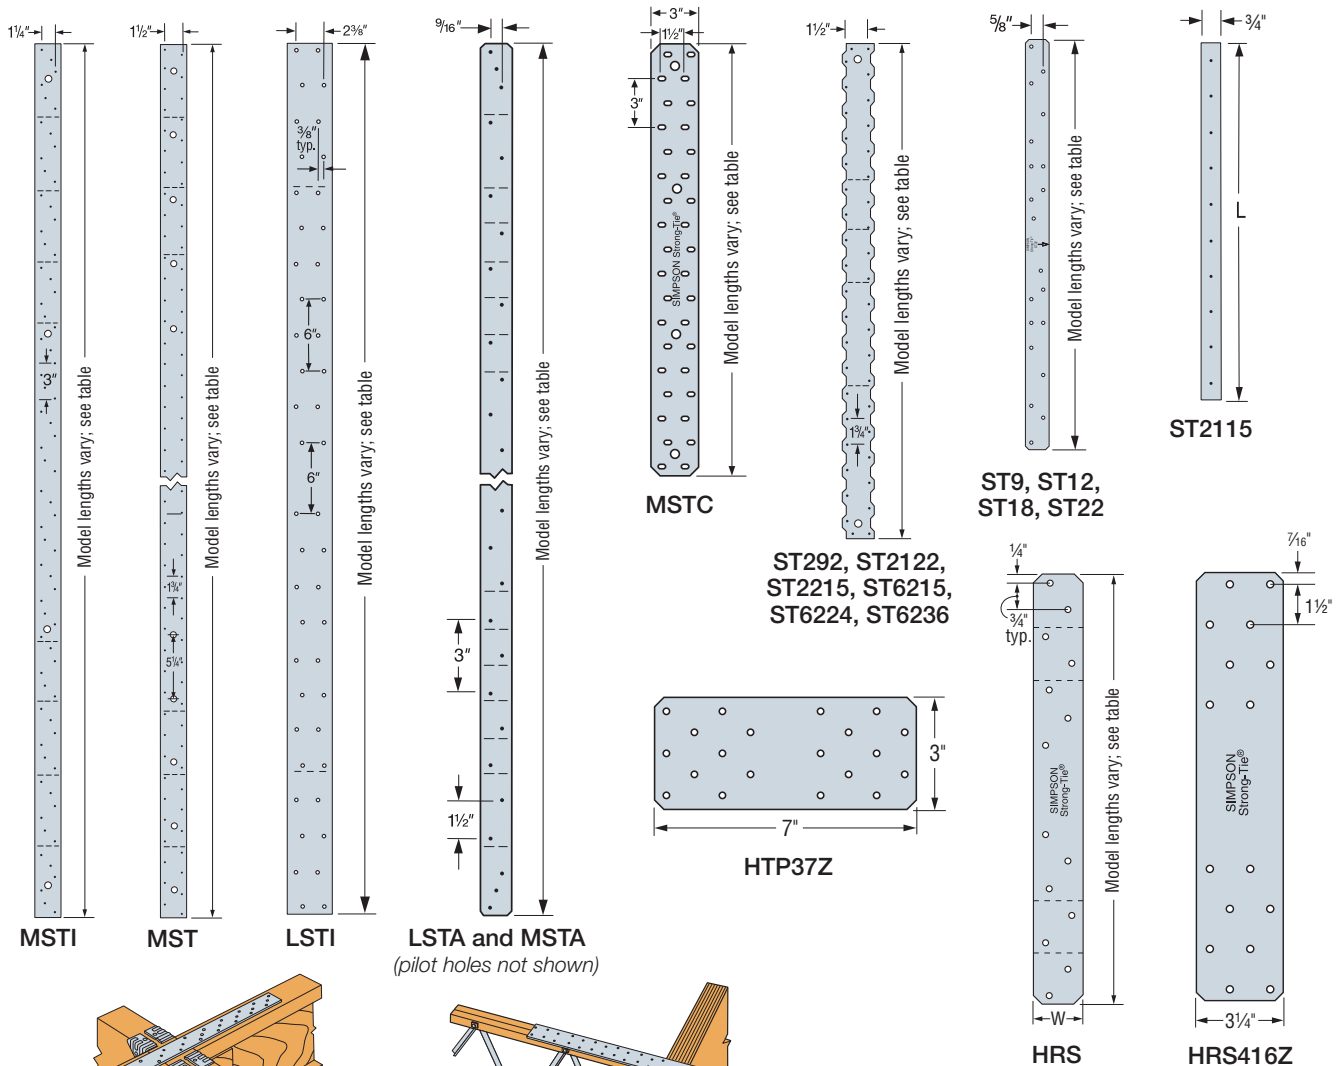 1¼"
1½"
2⅜"
9/16"
3"
1½"
1½"
⅝"
¾"
3"
⅜"
typ.
Model lengths vary; see table
Model lengths vary; see table
Model lengths vary; see table
Model lengths vary; see table
SIMPSON Strong-Tie®
Model lengths vary; see table
Model lengths vary; see table
Model lengths vary; see table
L
6"
3"
6"
1¾"
ST2115
MSTC
ST9, ST12,
ST18, ST22
ST292, ST2122,
ST2215, ST6215,
ST6224, ST6236
1¾"
5¼"
3"
1½"
¼"
¾"
typ.
7/16"
1½"
3"
7"
HTP37Z
SIMPSON
Strong-Tie®
Model lengths vary; see table
SIMPSON
Strong-Tie®
MSTI
MST
LSTI
LSTA and MSTA
(pilot holes not shown)
W
HRS
3¼"
HRS416Z